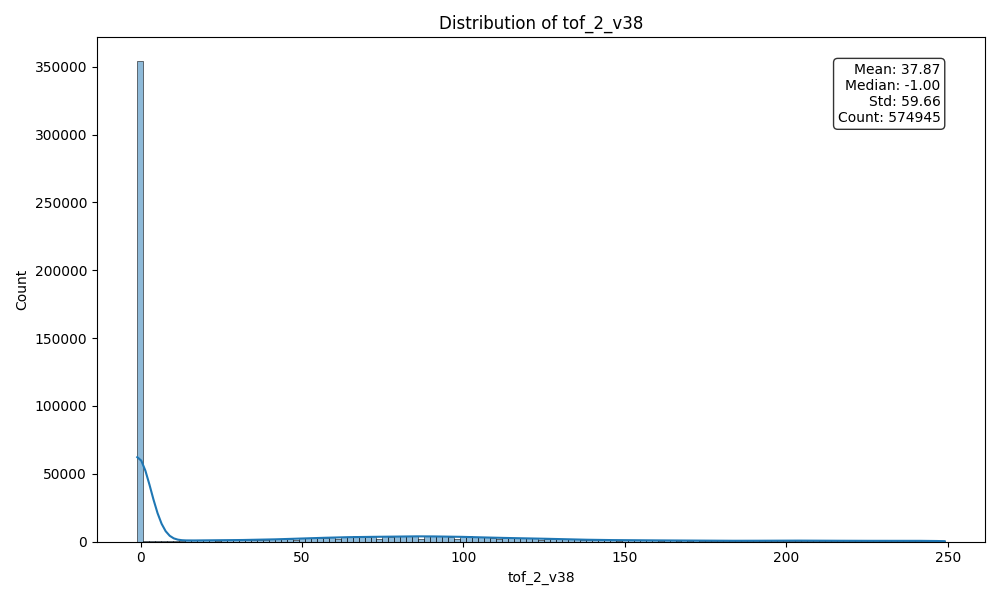 Distribution of tof_2_v38
Mean: 37.87
Median: -1.00
Std: 59.66
Count: 574945
Count
350000
300000
250000
200000
150000
100000
50000
0
0 50 100 150 200 250
tof_2_v38